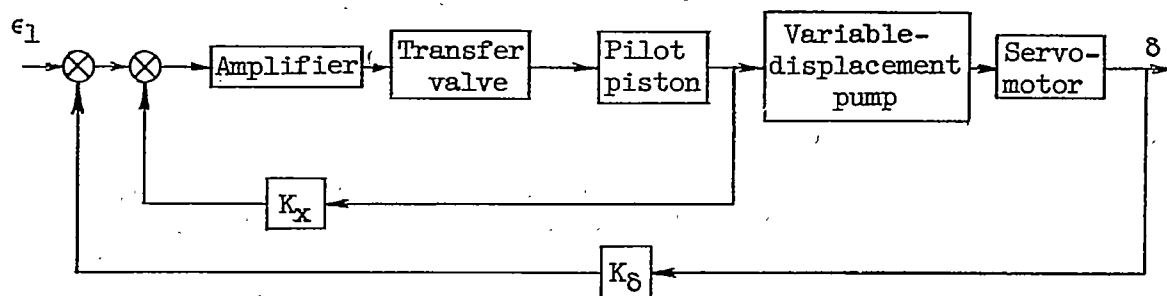 ϵ1
Amplifier
Transfer
valve
Pilot
piston
Variable-
displacement
pump
Servo-
motor
δ
Kx
Kδ